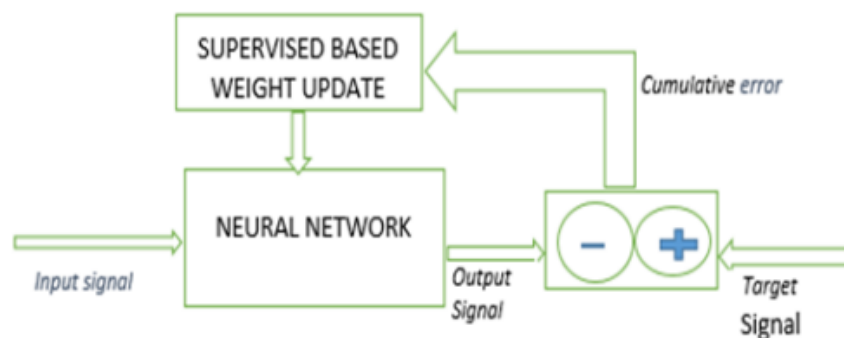 SUPERVISED BASED
WEIGHT UPDATE
Cumulative error
NEURAL NETWORK
Input signal
Output
Signal
Target
Signal